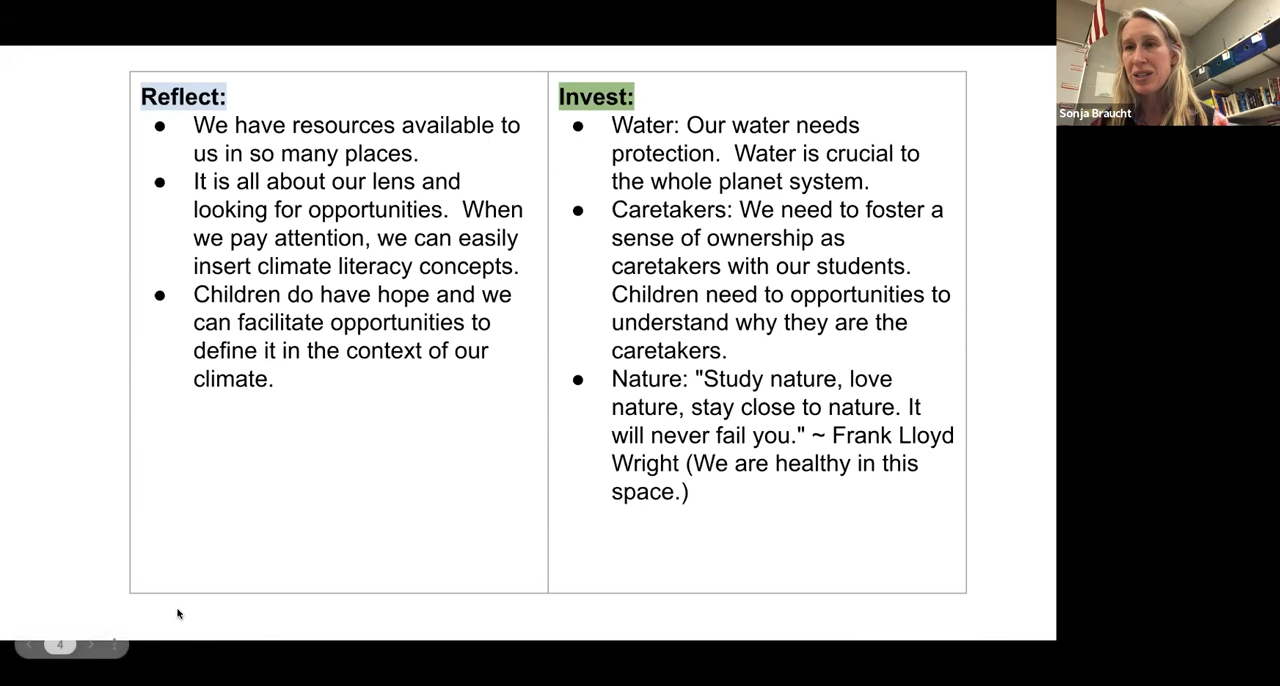 Reflect:
● We have resources available to
us in so many places.
● It is all about our lens and
looking for opportunities.  When
we pay attention, we can easily
insert climate literacy concepts.
● Children do have hope and we
can facilitate opportunities to
define it in the context of our
climate.
Invest:
● Water: Our water needs
protection.  Water is crucial to
the whole planet system.
● Caretakers: We need to foster a
sense of ownership as
caretakers with our students.
Children need to opportunities to
understand why they are the
caretakers.
● Nature: "Study nature, love
nature, stay close to nature. It
will never fail you." ~ Frank Lloyd
Wright (We are healthy in this
space.)
Sonja Braucht
4